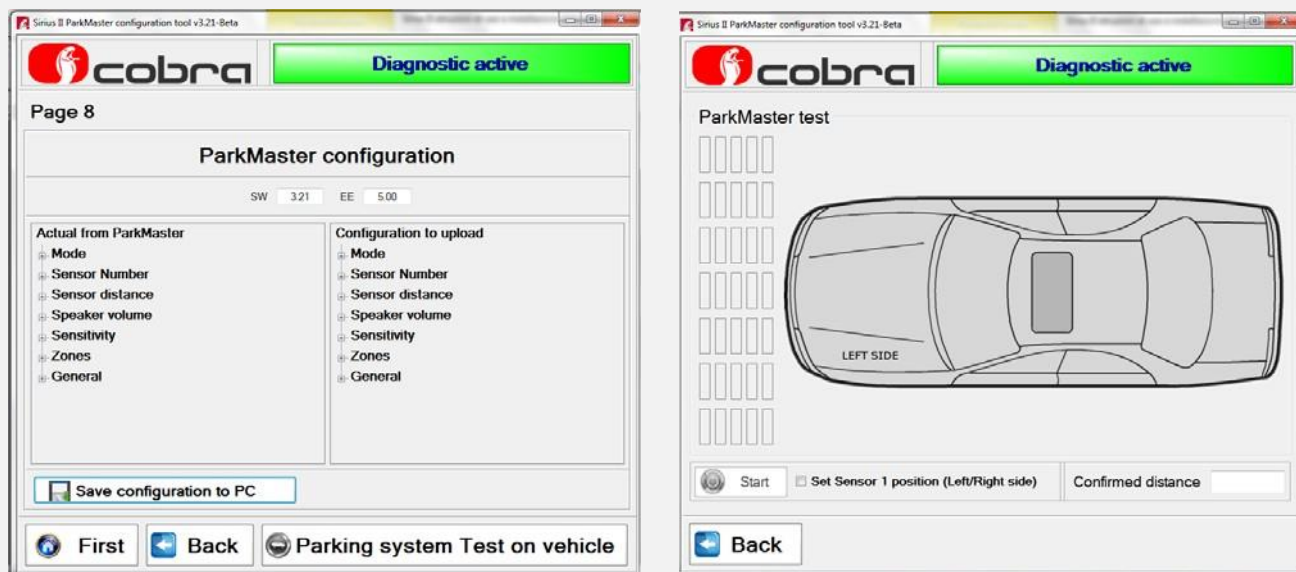 Sirius II ParkMaster configuration tool v3.21-Beta
cobra
Diagnostic active
Page 8
ParkMaster configuration
SW 3.21 EE 5.00
Actual from ParkMaster
Mode
Sensor Number
Sensor distance
Speaker volume
Sensitivity
Zones
General
Configuration to upload
Mode
Sensor Number
Sensor distance
Speaker volume
Sensitivity
Zones
General
Save configuration to PC
First
Back
Parking system Test on vehicle
Sirius II ParkMaster configuration tool v3.21-Beta
cobra
Diagnostic active
ParkMaster test
LEFT SIDE
Start
Set Sensor 1 position (Left/Right side)
Confirmed distance
Back